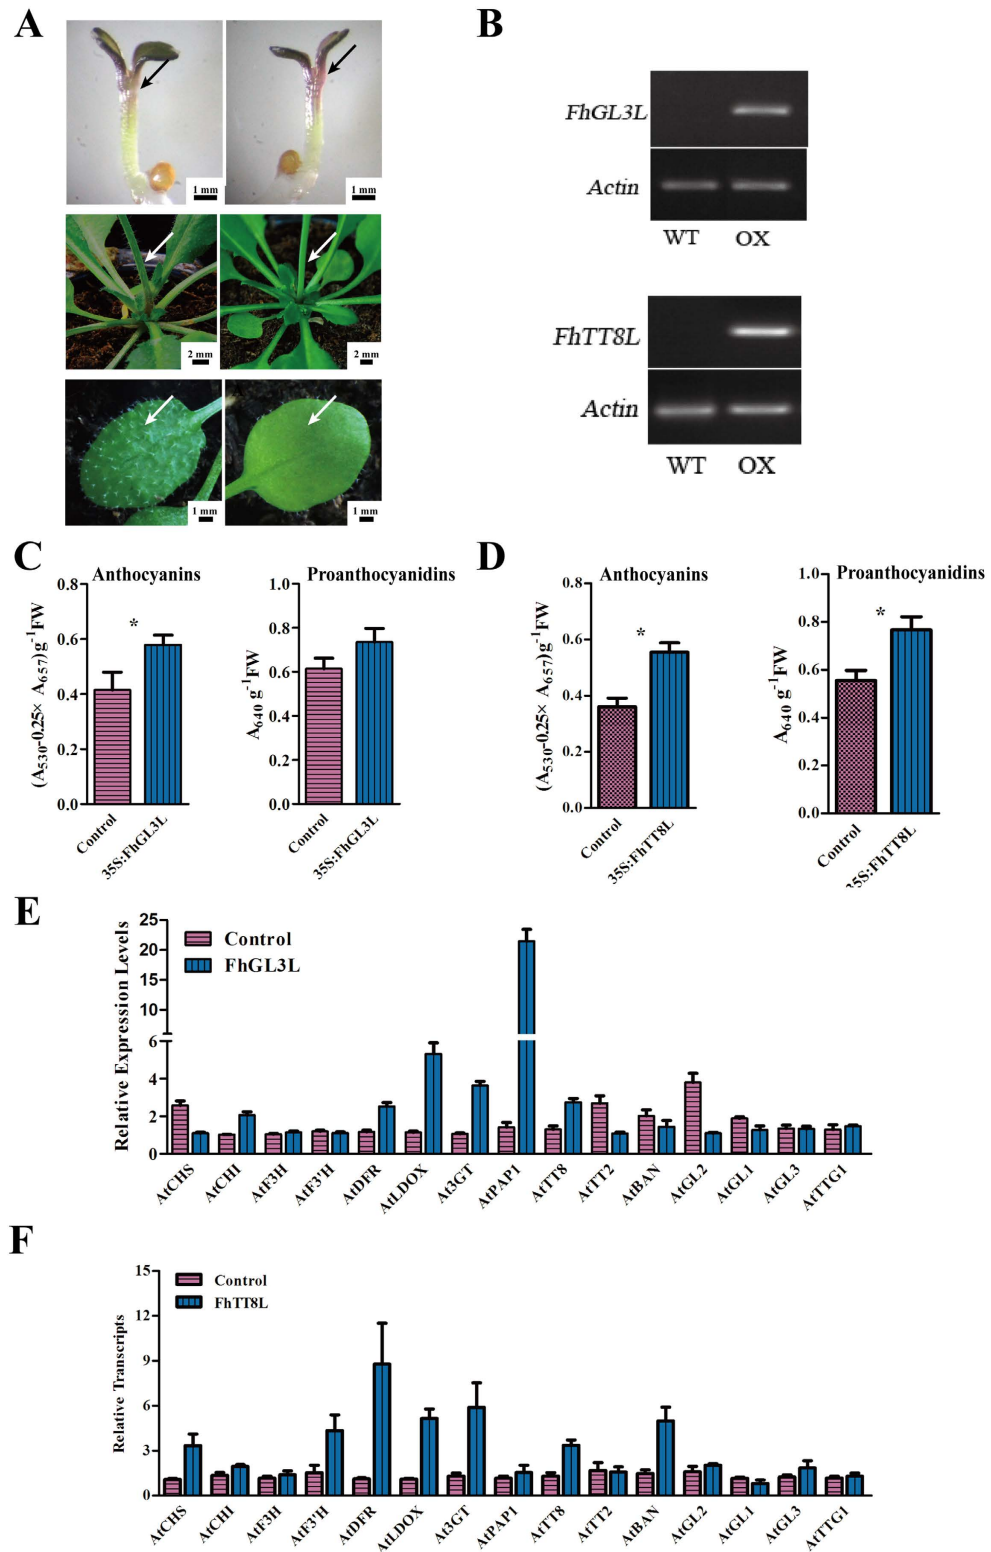 A
1 mm
1 mm
2 mm
2 mm
1 mm
1 mm
B
FhGL3L
Actin
WT OX
FhTT8L
Actin
WT OX
C
Anthocyanins
(A530-0.25× A657)g-1FW
0.8
0.6
0.4
0.2
0.0
*
Control
35S:FhGL3L
Proanthocyanidins
A640 g-1FW
1.0
0.8
0.6
0.4
0.2
0.0
Control
35S:FhGL3L
D
Anthocyanins
(A530-0.25× A657)g-1FW
0.8
0.6
0.4
0.2
0.0
*
Control
35S:FhTT8L
Proanthocyanidins
A640 g-1FW
1.0
0.8
0.6
0.4
0.2
0.0
*
Control
35S:FhTT8L
E
Relative Expression Levels
25
20
15
10
6
4
2
0
Control
FhGL3L
AtCHS AtCHI AtF3H AtF3'H AtDFR AtLDOX At3GT AtPAP1 AtTT8 AtTT2 AtBAN AtGL2 AtGL1 AtGL3 AtTTG1
F
Relative Transcripts
15
12
9
6
3
0
Control
FhTT8L
AtCHS AtCHI AtF3H AtF3'H AtDFR AtLDOX At3GT AtPAP1 AtTT8 AtTT2 AtBAN AtGL2 AtGL1 AtGL3 AtTTG1